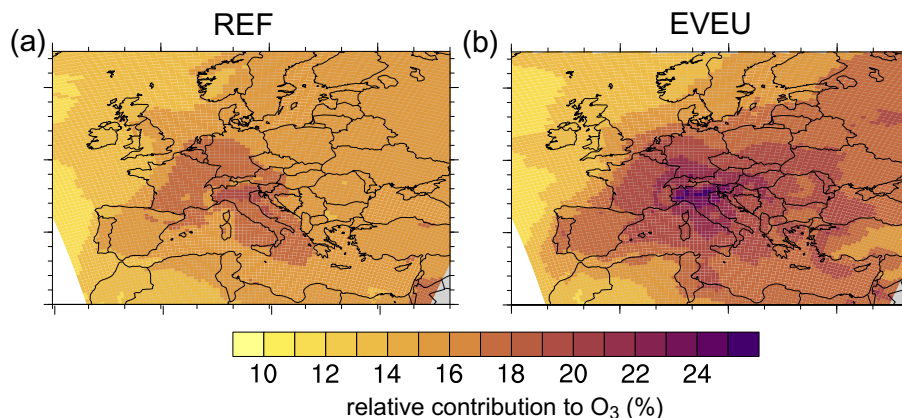 REF
EVEU
(a)
(b)
10 12 14 16 18 20 22 24
relative contribution to O₃ (%)